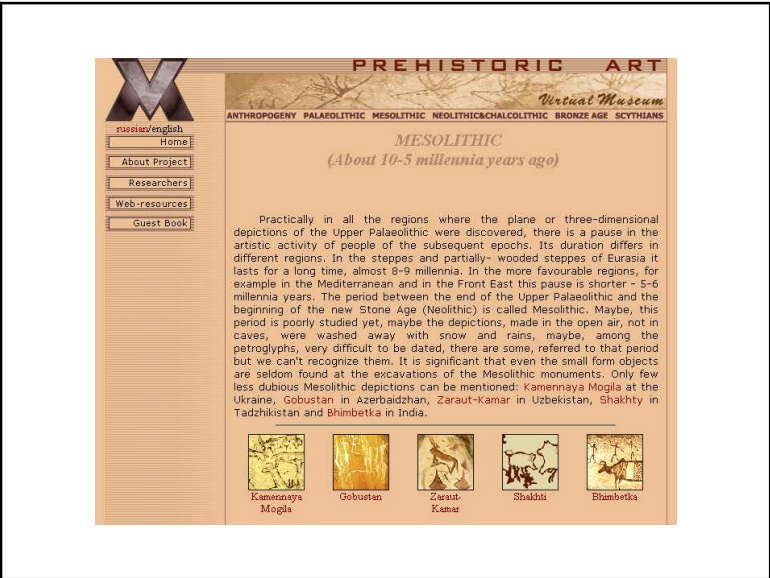 PREHISTORIC ART
Virtual Museum
ANTHROPOGENY PALAEOLITHIC MESOLITHIC NEOLITHIC&CHALCOLITHIC BRONZE AGE SCYTHIANS
russian/english
Home
About Project
Researchers
Web-resources
Guest Book
MESOLITHIC
(About 10-5 millennia years ago)
Practically in all the regions where the plane or three-dimensional
depictions of the Upper Palaeolithic were discovered, there is a pause in the
artistic activity of people of the subsequent epochs. Its duration differs in
different regions. In the steppes and partially- wooded steppes of Eurasia it
lasts for a long time, almost 8-9 millennia. In the more favourable regions, for
example in the Mediterranean and in the Front East this pause is shorter - 5-6
millennia years. The period between the end of the Upper Palaeolithic and the
beginning of the new Stone Age (Neolithic) is called Mesolithic. Maybe, this
period is poorly studied yet, maybe the depictions, made in the open air, not in
caves, were washed away with snow and rains, maybe, among the
petroglyphs, very difficult to be dated, there are some, referred to that period
but we can't recognize them. It is significant that even the small form objects
are seldom found at the excavations of the Mesolithic monuments. Only few
less dubious Mesolithic depictions can be mentioned: Kamennaya Mogila at the
Ukraine, Gobustan in Azerbaidzhan, Zaraut-Kamar in Uzbekistan, Shakhty in
Tadzhikistan and Bhimbetka in India.
Kamennaya
Mogila
Gobustan
Zaraut-
Kamar
Shakhti
Bhimbetka